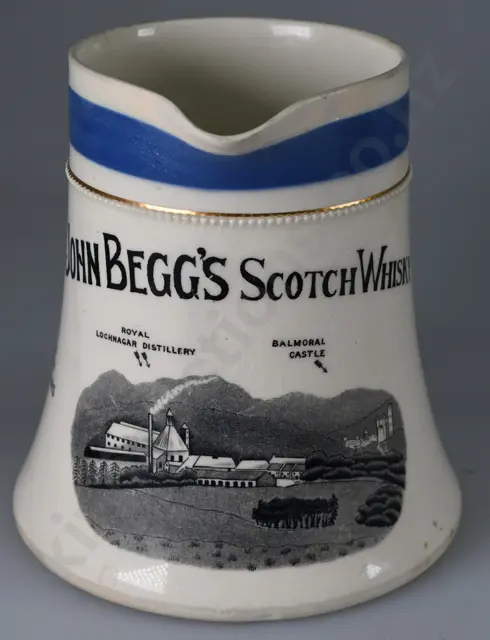 JOHN BEGG'S SCOTCH WHISKY
ROYAL
LOCHNAGAR DISTILLERY
BALMORAL
CASTLE